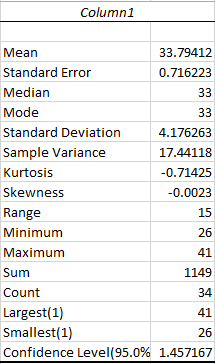 Column1
Mean 33.79412
Standard Error 0.716223
Median 33
Mode 33
Standard Deviation 4.176263
Sample Variance 17.44118
Kurtosis -0.71425
Skewness -0.0023
Range 15
Minimum 26
Maximum 41
Sum 1149
Count 34
Largest(1) 41
Smallest(1) 26
Confidence Level(95.0% 1.457167